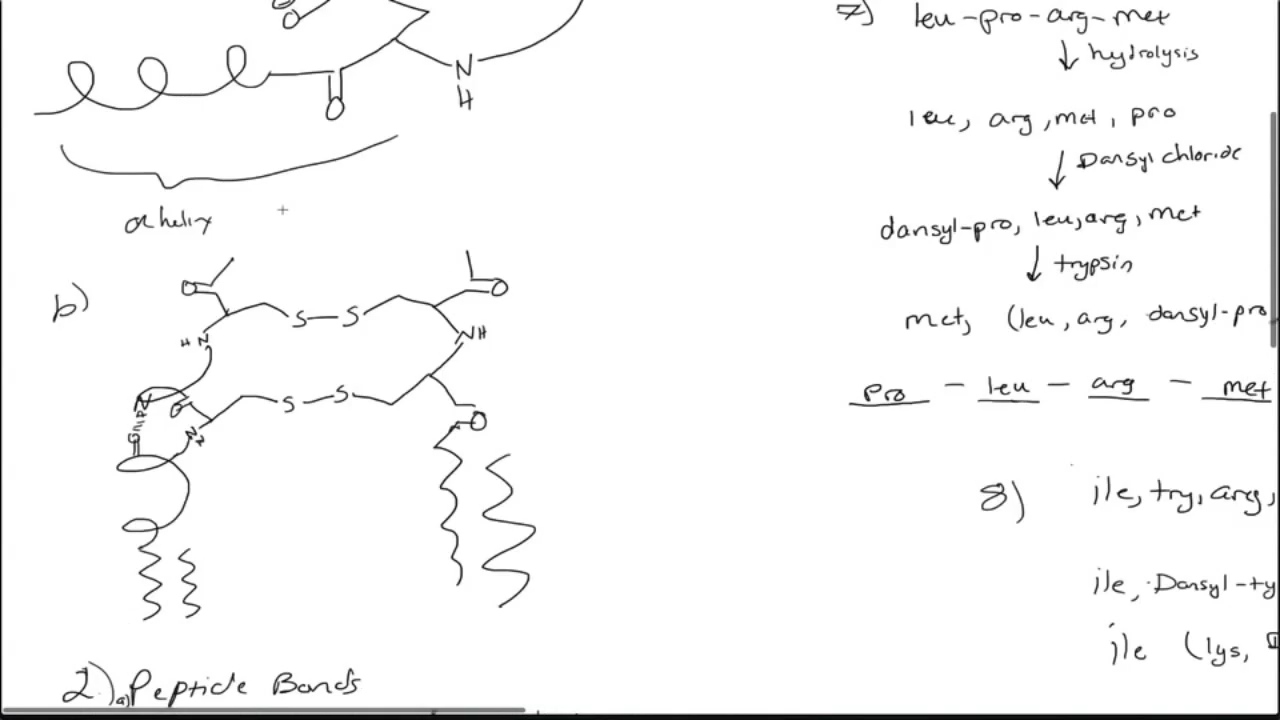 O
N
H
O
α helix
b)
O
S—S
O
H N
NH
N
O
S—S
O
2) a) Peptide Bonds
7) leu-pro-arg-met
↓ hydrolysis
leu, arg, met, pro
↓ Dansyl chloride
dansyl-pro, leu, arg, met
↓ trypsin
met, (leu, arg, dansyl-pro
pro - leu - arg - met
8) ile, try, arg,
ile, Dansyl-ty
ile (lys,